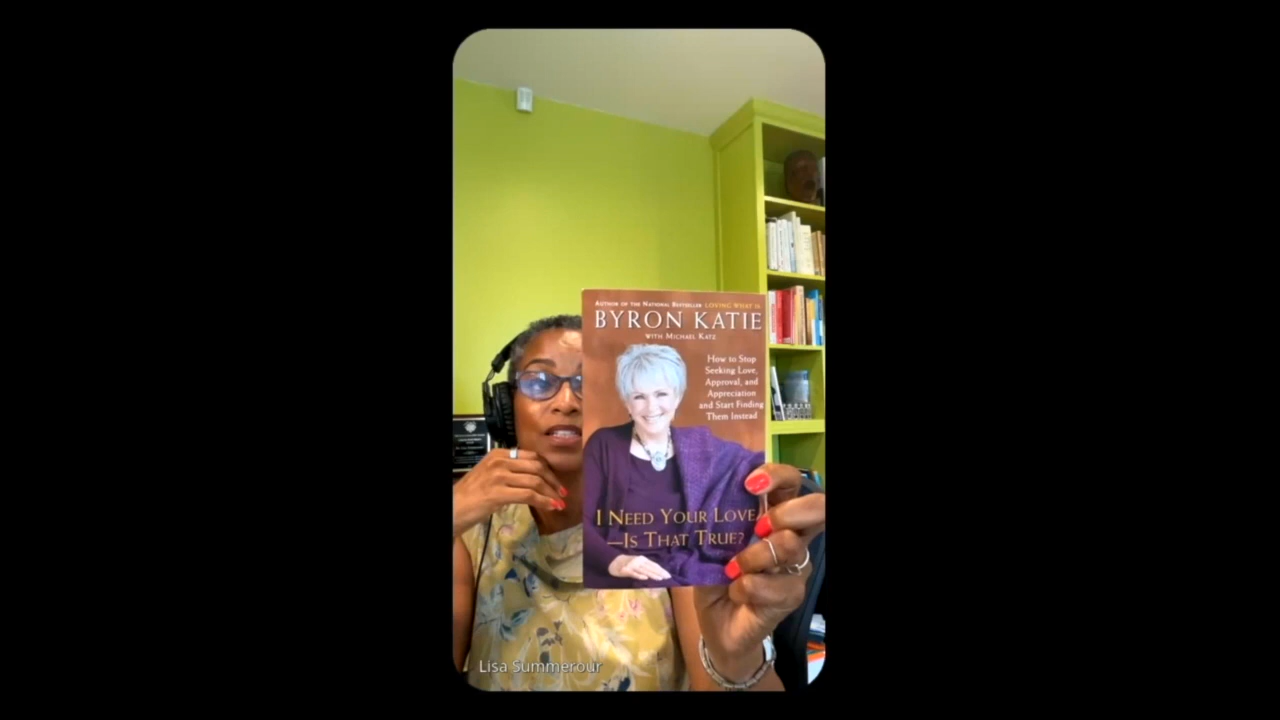 AUTHOR OF THE NATIONAL BESTSELLER LOVING WHAT IS
BYRON KATIE
WITH MICHAEL KATZ
How to Stop
Seeking Love,
Approval, and
Appreciation
and Start Finding
Them Instead
I NEED YOUR LOVE
—IS THAT TRUE?
Lisa Summerour